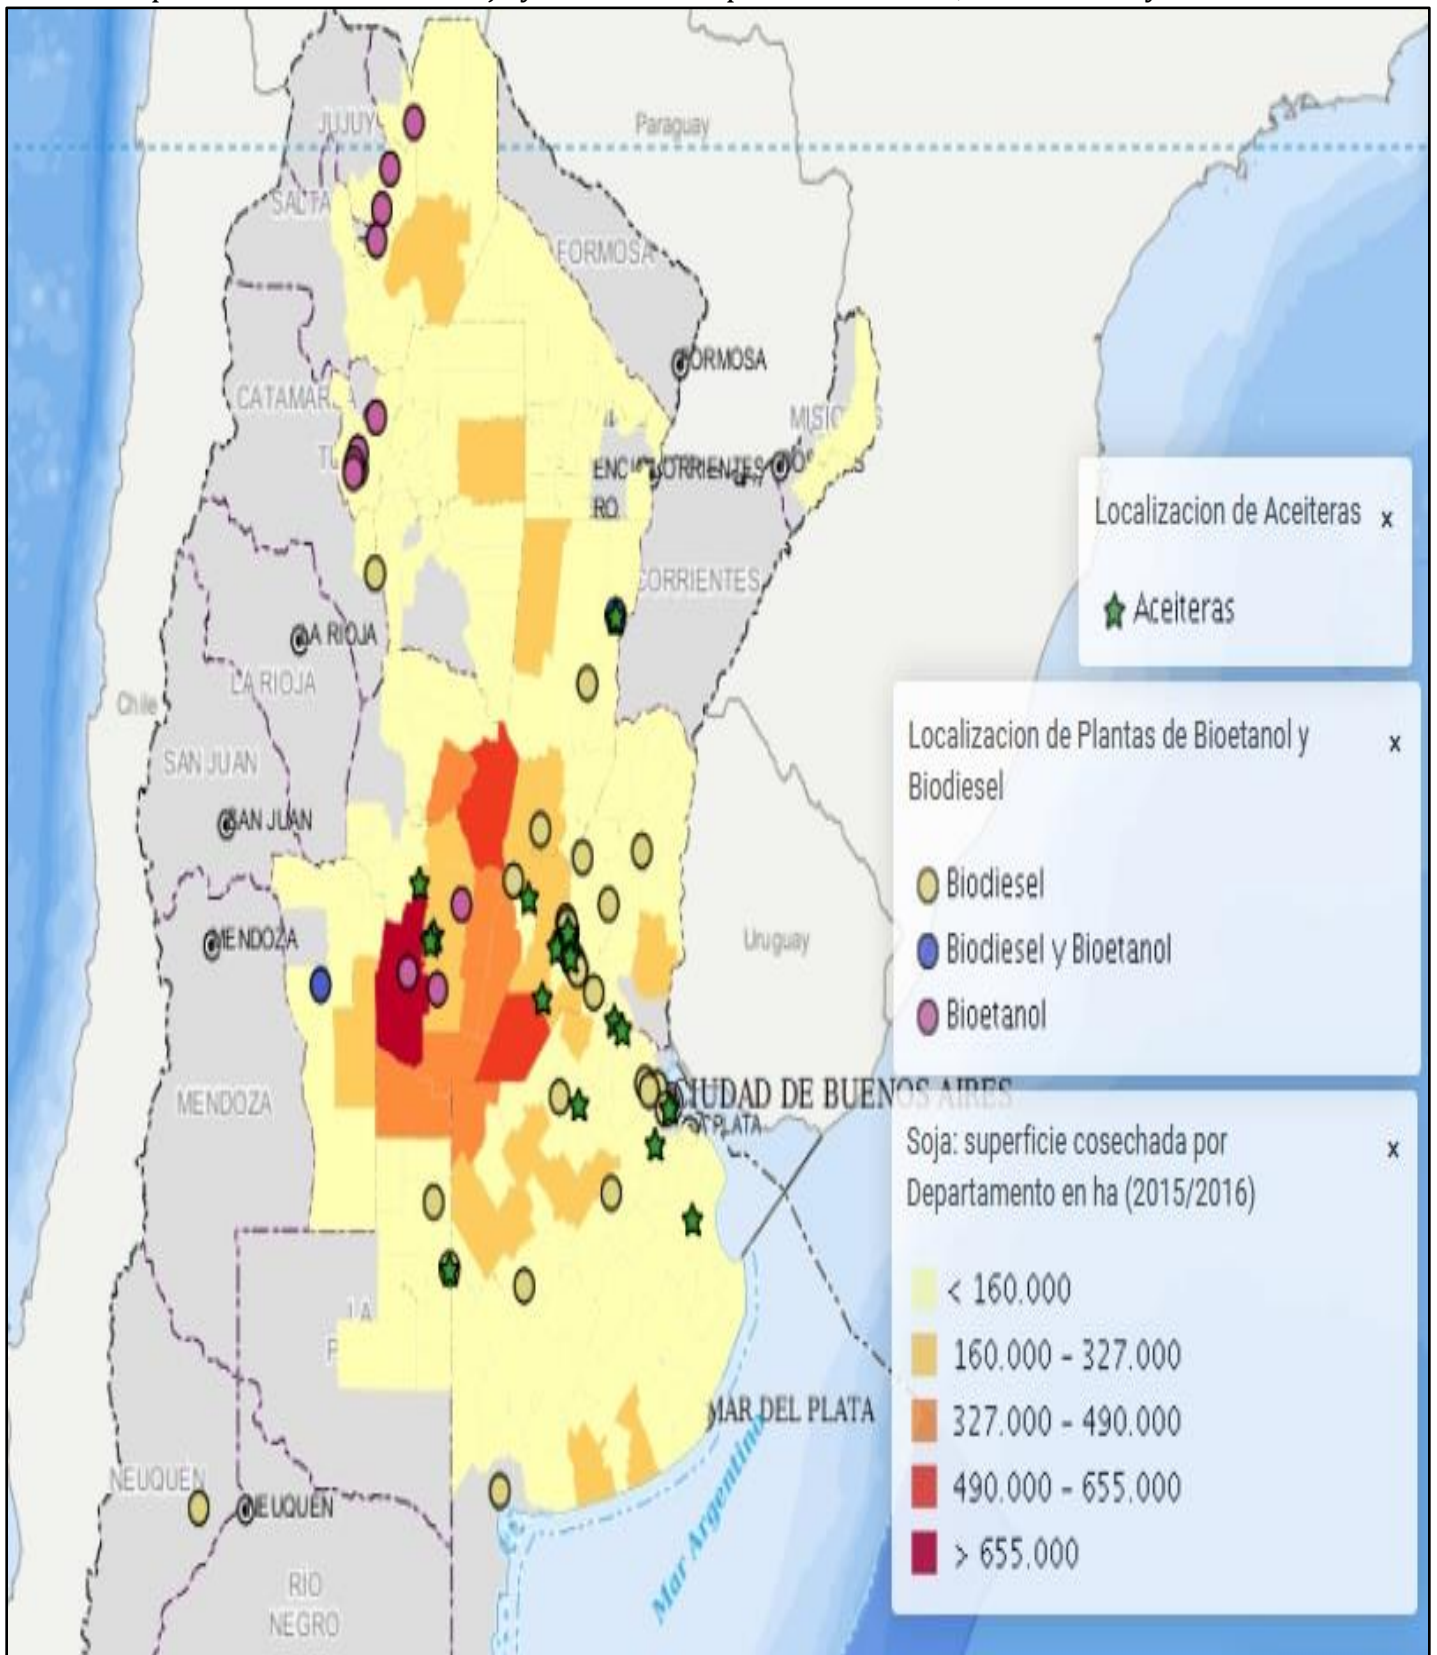 JUJUY
Paraguay
SALTA
FORMOSA
FORMOSA
CATAMARCA
MISIONES
CORRIENTES
Localizacion de Aceiteras x
Aceiteras
CORRIENTES
LA RIOJA
LA RIOJA
Chile
SAN JUAN
SAN JUAN
Localizacion de Plantas de Bioetanol y x
Biodiesel
Biodiesel
Biodiesel y Bioetanol
Bioetanol
MENDOZA
Uruguay
MENDOZA
CIUDAD DE BUENOS AIRES
LA PLATA
Soja: superficie cosechada por x
Departamento en ha (2015/2016)
< 160.000
160.000 - 327.000
327.000 - 490.000
490.000 - 655.000
> 655.000
LA
P
MAR DEL PLATA
Mar Argentino
NEUQUEN
NEUQUEN
RIO
NEGRO